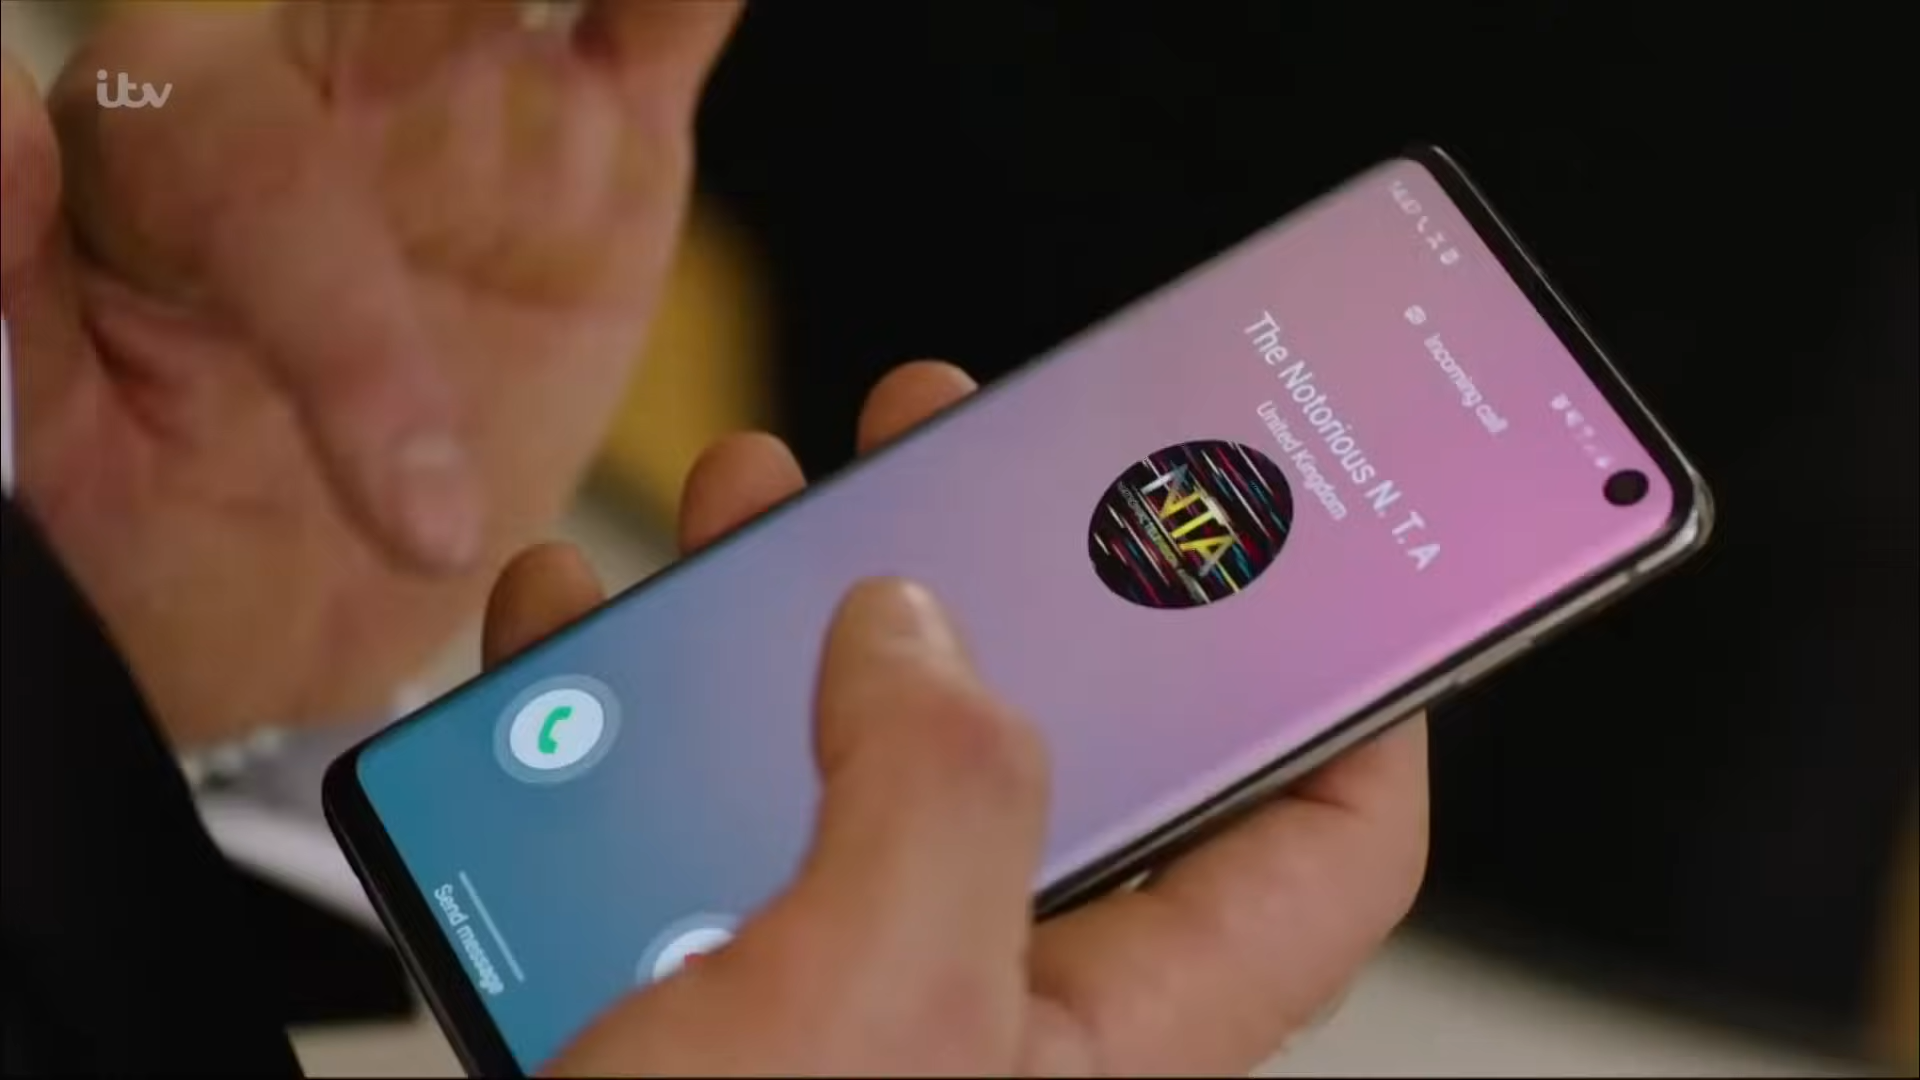 itv
Incoming call
The Notorious N. T. A
United Kingdom
NTA
Send message